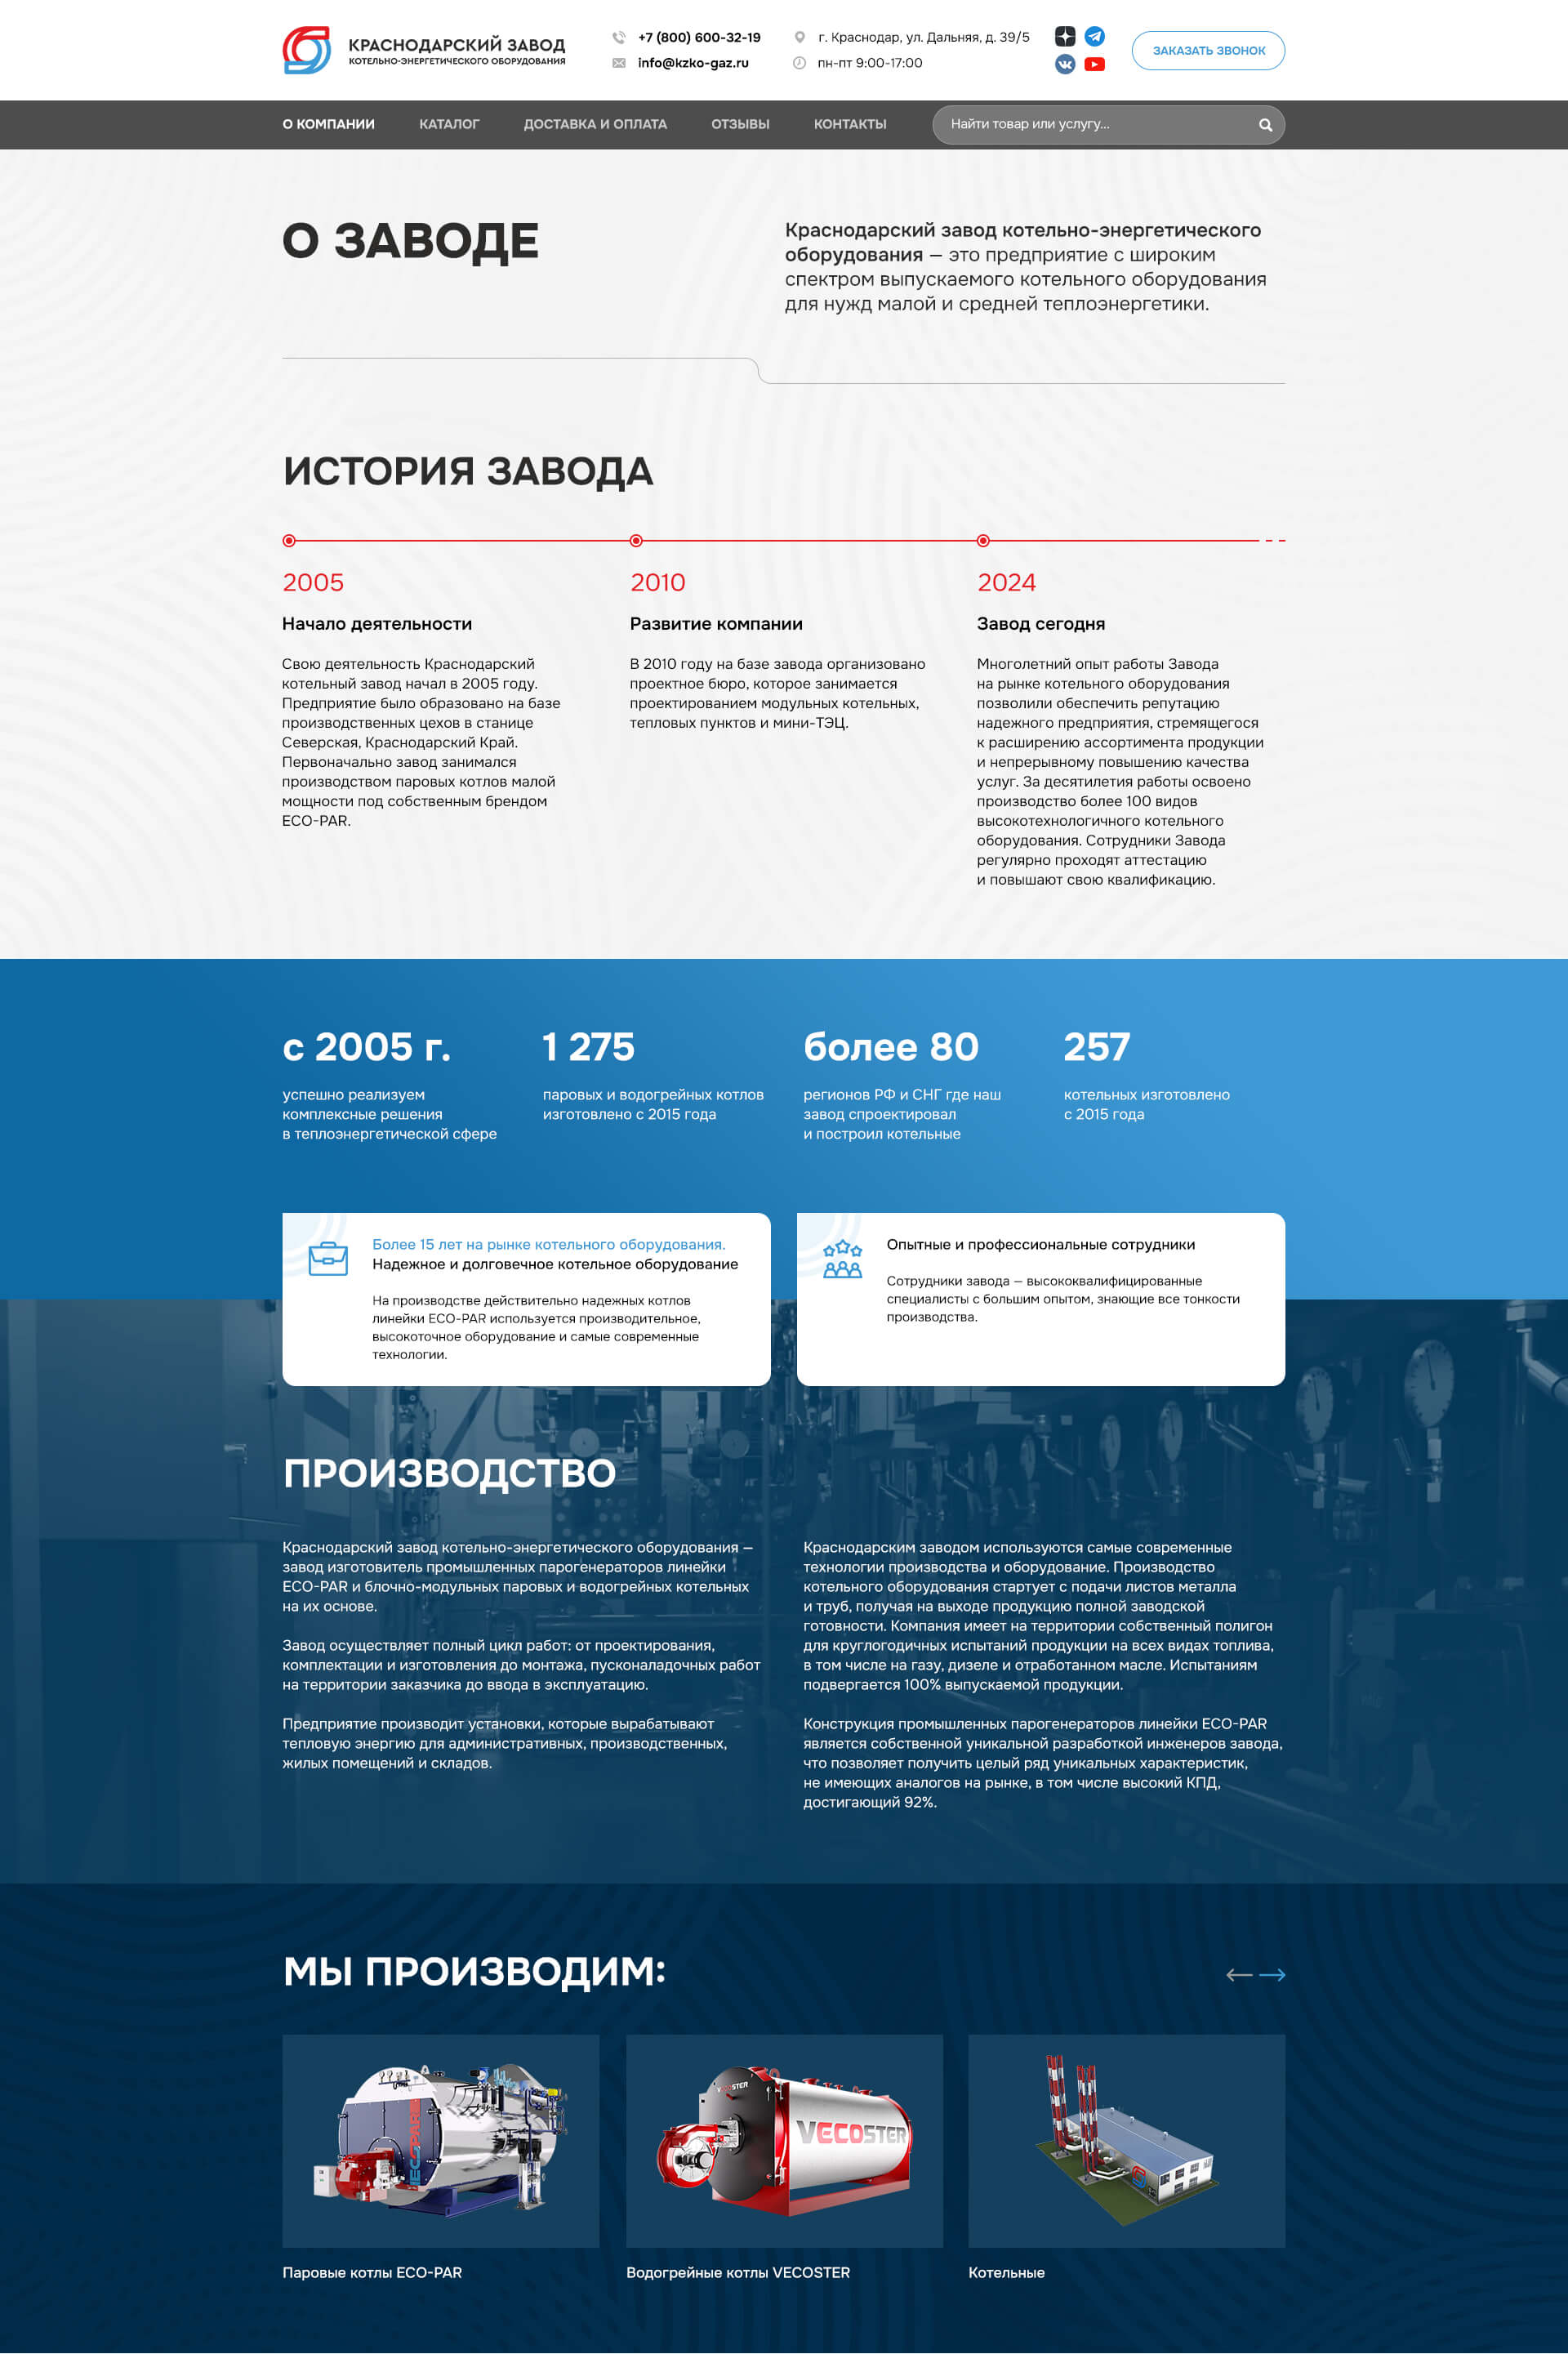 КРАСНОДАРСКИЙ ЗАВОД
КОТЕЛЬНО-ЭНЕРГЕТИЧЕСКОГО ОБОРУДОВАНИЯ
+7 (800) 600-32-19
info@kzko-gaz.ru
г. Краснодар, ул. Дальняя, д. 39/5
пн-пт 9:00-17:00
ЗАКАЗАТЬ ЗВОНОК
О КОМПАНИИ
КАТАЛОГ
ДОСТАВКА И ОПЛАТА
ОТЗЫВЫ
КОНТАКТЫ
Найти товар или услугу...
О ЗАВОДЕ
Краснодарский завод котельно-энергетического
оборудования — это предприятие с широким
спектром выпускаемого котельного оборудования
для нужд малой и средней теплоэнергетики.
ИСТОРИЯ ЗАВОДА
2005
Начало деятельности
Свою деятельность Краснодарский
котельный завод начал в 2005 году.
Предприятие было образовано на базе
производственных цехов в станице
Северская, Краснодарский Край.
Первоначально завод занимался
производством паровых котлов малой
мощности под собственным брендом
ECO-PAR.
2010
Развитие компании
В 2010 году на базе завода организовано
проектное бюро, которое занимается
проектированием модульных котельных,
тепловых пунктов и мини-ТЭЦ.
2024
Завод сегодня
Многолетний опыт работы Завода
на рынке котельного оборудования
позволили обеспечить репутацию
надежного предприятия, стремящегося
к расширению ассортимента продукции
и непрерывному повышению качества
услуг. За десятилетия работы освоено
производство более 100 видов
высокотехнологичного котельного
оборудования. Сотрудники Завода
регулярно проходят аттестацию
и повышают свою квалификацию.
с 2005 г.
успешно реализуем
комплексные решения
в теплоэнергетической сфере
1 275
паровых и водогрейных котлов
изготовлено с 2015 года
более 80
регионов РФ и СНГ где наш
завод спроектировал
и построил котельные
257
котельных изготовлено
с 2015 года
Более 15 лет на рынке котельного оборудования.
Надежное и долговечное котельное оборудование
На производстве действительно надежных котлов
линейки ECO-PAR используется производительное,
высокоточное оборудование и самые современные
технологии.
Опытные и профессиональные сотрудники
Сотрудники завода — высококвалифицированные
специалисты с большим опытом, знающие все тонкости
производства.
ПРОИЗВОДСТВО
Краснодарский завод котельно-энергетического оборудования —
завод изготовитель промышленных парогенераторов линейки
ECO-PAR и блочно-модульных паровых и водогрейных котельных
на их основе.
Завод осуществляет полный цикл работ: от проектирования,
комплектации и изготовления до монтажа, пусконаладочных работ
на территории заказчика до ввода в эксплуатацию.
Предприятие производит установки, которые вырабатывают
тепловую энергию для административных, производственных,
жилых помещений и складов.
Краснодарским заводом используются самые современные
технологии производства и оборудование. Производство
котельного оборудования стартует с подачи листов металла
и труб, получая на выходе продукцию полной заводской
готовности. Компания имеет на территории собственный полигон
для круглогодичных испытаний продукции на всех видах топлива,
в том числе на газу, дизеле и отработанном масле. Испытаниям
подвергается 100% выпускаемой продукции.
Конструкция промышленных парогенераторов линейки ECO-PAR
является собственной уникальной разработкой инженеров завода,
что позволяет получить целый ряд уникальных характеристик,
не имеющих аналогов на рынке, в том числе высокий КПД,
достигающий 92%.
МЫ ПРОИЗВОДИМ:
ECOPAR
VECOSTER
VECOSTER
Паровые котлы ECO-PAR
Водогрейные котлы VECOSTER
Котельные